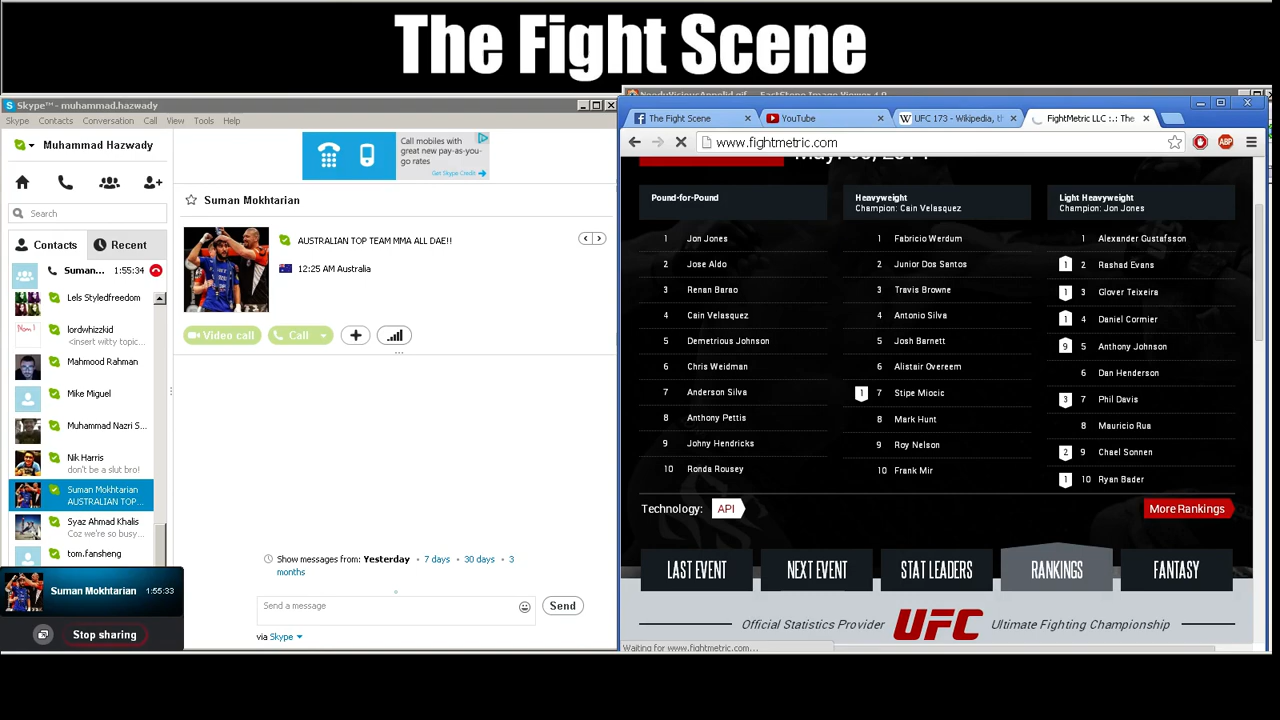 The Fight Scene
Skype™ - muhammad.hazwady
Skype Contacts Conversation Call View Tools Help
Muhammad Hazwady
Search
Contacts Recent
Suman... 1:55:34
Lels Styledfreedom
lordwhizzkid
<insert witty topic...
Mahmood Rahman
Mike Miguel
Muhammad Nazri S...
Nik Harris
don't be a slut bro!
Suman Mokhtarian
AUSTRALIAN TOP...
Syaz Ahmad Khalis
Coz we're so busy...
tom.fansheng
Suman Mokhtarian 1:55:33
Stop sharing
Call mobiles with
great new pay-as-you-
go rates
Get Skype Credit
Suman Mokhtarian
AUSTRALIAN TOP TEAM MMA ALL DAE!!
12:25 AM Australia
Video call Call
Show messages from: Yesterday • 7 days • 30 days • 3
months
Send a message
Send
via Skype
The Fight Scene
YouTube
UFC 173 - Wikipedia, th
FightMetric LLC :.: The
www.fightmetric.com
Pound-for-Pound
1 Jon Jones
2 Jose Aldo
3 Renan Barao
4 Cain Velasquez
5 Demetrious Johnson
6 Chris Weidman
7 Anderson Silva
8 Anthony Pettis
9 Johny Hendricks
10 Ronda Rousey
Heavyweight
Champion: Cain Velasquez
1 Fabricio Werdum
2 Junior Dos Santos
3 Travis Browne
4 Antonio Silva
5 Josh Barnett
6 Alistair Overeem
1 7 Stipe Miocic
8 Mark Hunt
9 Roy Nelson
10 Frank Mir
Light Heavyweight
Champion: Jon Jones
1 Alexander Gustafsson
1 2 Rashad Evans
1 3 Glover Teixeira
1 4 Daniel Cormier
9 5 Anthony Johnson
6 Dan Henderson
3 7 Phil Davis
8 Mauricio Rua
2 9 Chael Sonnen
1 10 Ryan Bader
Technology: API
More Rankings
LAST EVENT NEXT EVENT STAT LEADERS RANKINGS FANTASY
Official Statistics Provider UFC Ultimate Fighting Championship
Waiting for www.fightmetric.com...